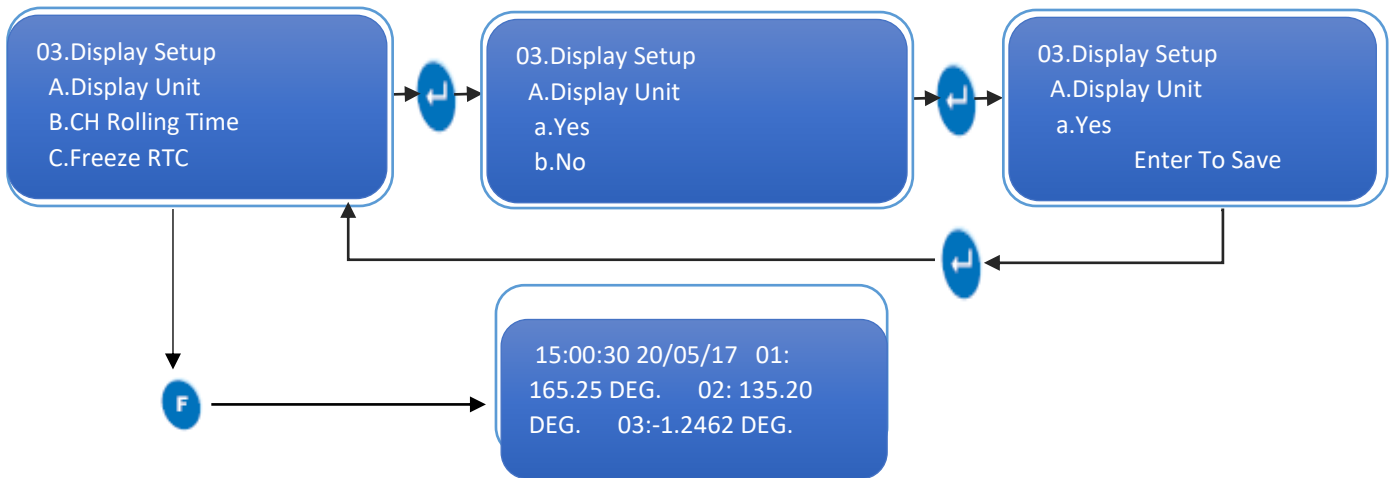 03.Display Setup
A.Display Unit
B.CH Rolling Time
C.Freeze RTC
03.Display Setup
A.Display Unit
a.Yes
b.No
03.Display Setup
A.Display Unit
a.Yes
Enter To Save
F
15:00:30 20/05/17 01:
165.25 DEG. 02: 135.20
DEG. 03:-1.2462 DEG.